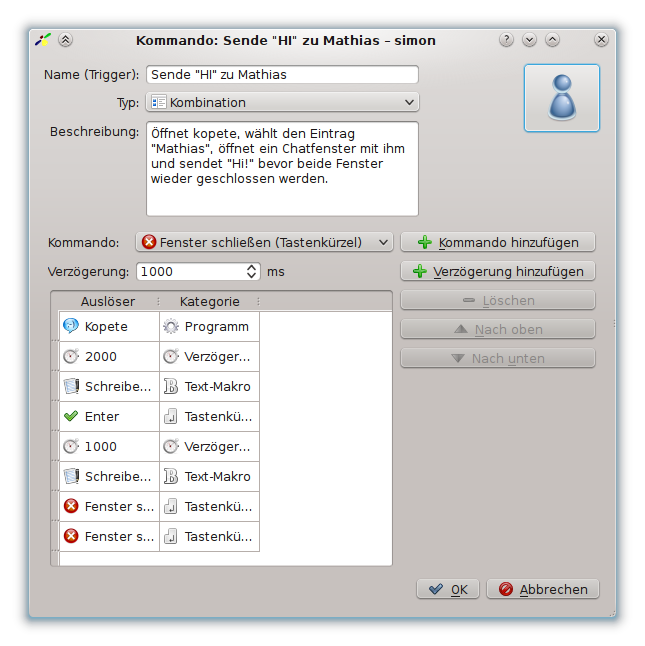 Kommando: Sende "HI" zu Mathias – simon
Name (Trigger): Sende "HI" zu Mathias
Typ: Kombination
Beschreibung: Öffnet kopete, wählt den Eintrag
"Mathias", öffnet ein Chatfenster mit ihm
und sendet "Hi!" bevor beide Fenster
wieder geschlossen werden.
Kommando: Fenster schließen (Tastenkürzel) Kommando hinzufügen
Verzögerung: 1000 ms Verzögerung hinzufügen
Auslöser Kategorie Löschen
Kopete Programm Nach oben
2000 Verzöger... Nach unten
Schreibe... Text-Makro
Enter Tastenkü...
1000 Verzöger...
Schreibe... Text-Makro
Fenster s... Tastenkü...
Fenster s... Tastenkü...
OK Abbrechen